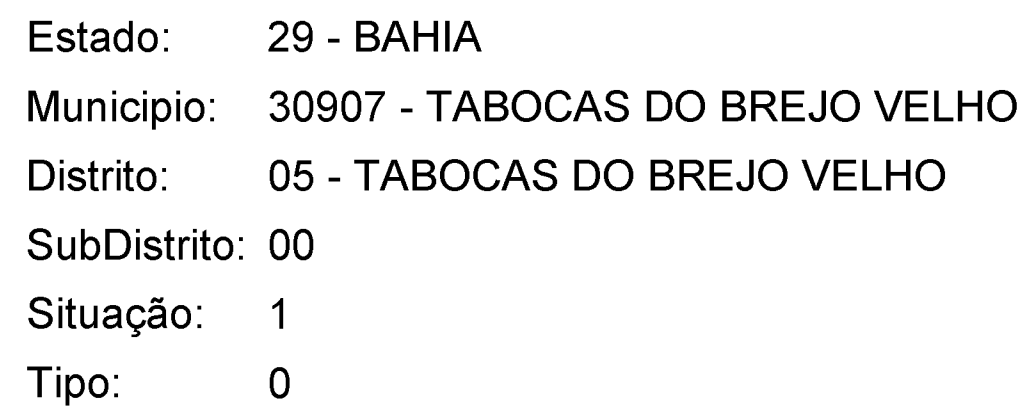 Estado: 29 - BAHIA
Municipio: 30907 - TABOCAS DO BREJO VELHO
Distrito: 05 - TABOCAS DO BREJO VELHO
SubDistrito: 00
Situação: 1
Tipo: 0